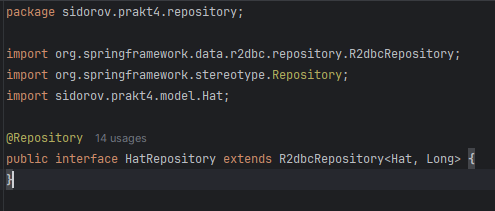 package sidorov.prakt4.repository;
import org.springframework.data.r2dbc.repository.R2dbcRepository;
import org.springframework.stereotype.Repository;
import sidorov.prakt4.model.Hat;
@Repository 14 usages
public interface HatRepository extends R2dbcRepository<Hat, Long> {
}